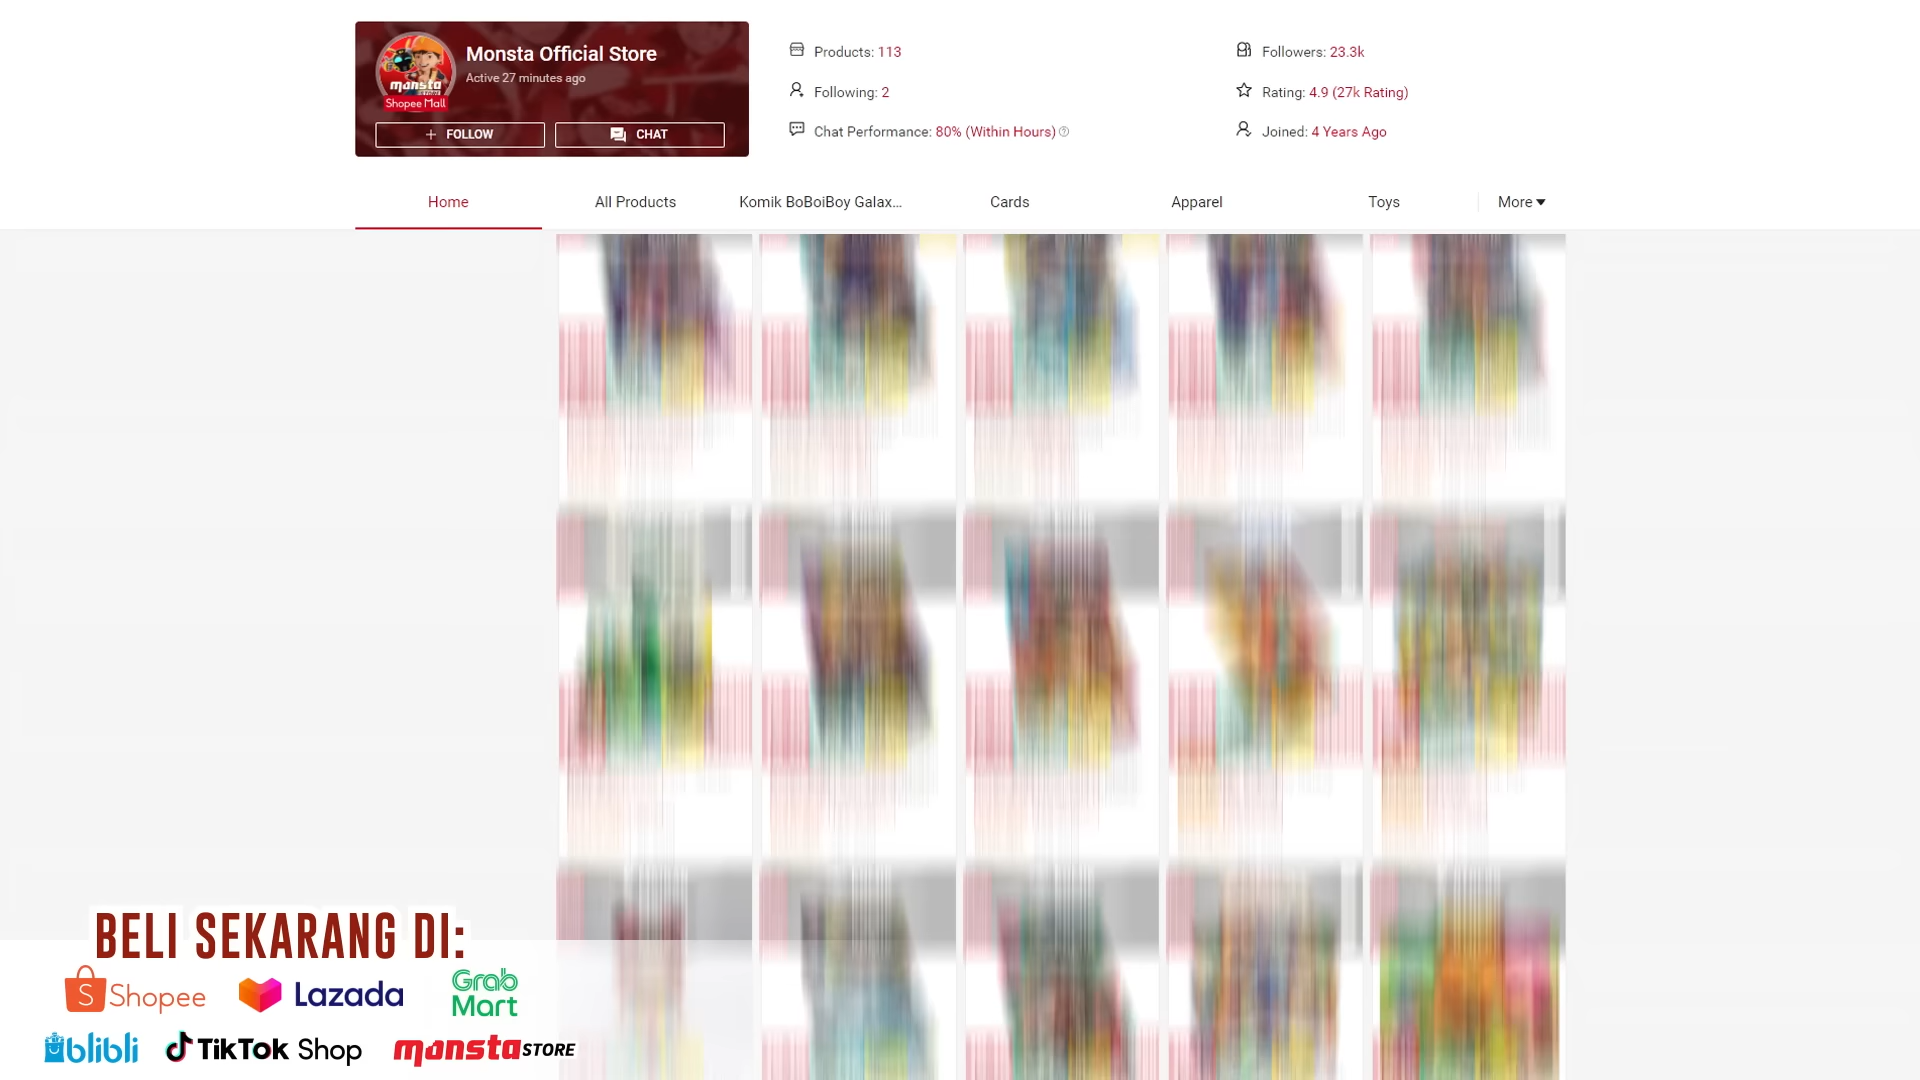 Monsta Official Store
Active 27 minutes ago
monsta
Shopee Mall
+ FOLLOW
CHAT
Products: 113
Following: 2
Chat Performance: 80% (Within Hours)
Followers: 23.3k
Rating: 4.9 (27k Rating)
Joined: 4 Years Ago
Home
All Products
Komik BoBoiBoy Galax...
Cards
Apparel
Toys
More
BELI SEKARANG DI:
Shopee
Lazada
Grab
Mart
blibli
TikTok Shop
monsta STORE